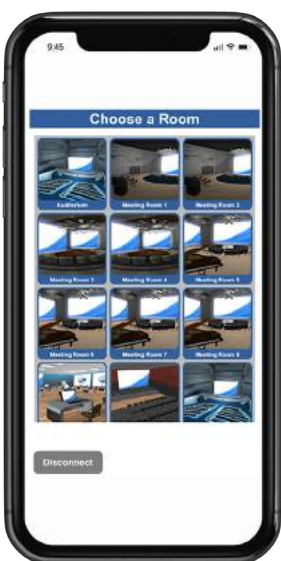 9:45
Choose a Room
Auditorium Meeting Room 1 Meeting Room 2
Meeting Room 3 Meeting Room 4 Meeting Room 5
Meeting Room 6 Meeting Room 7 Meeting Room 8
Disconnect